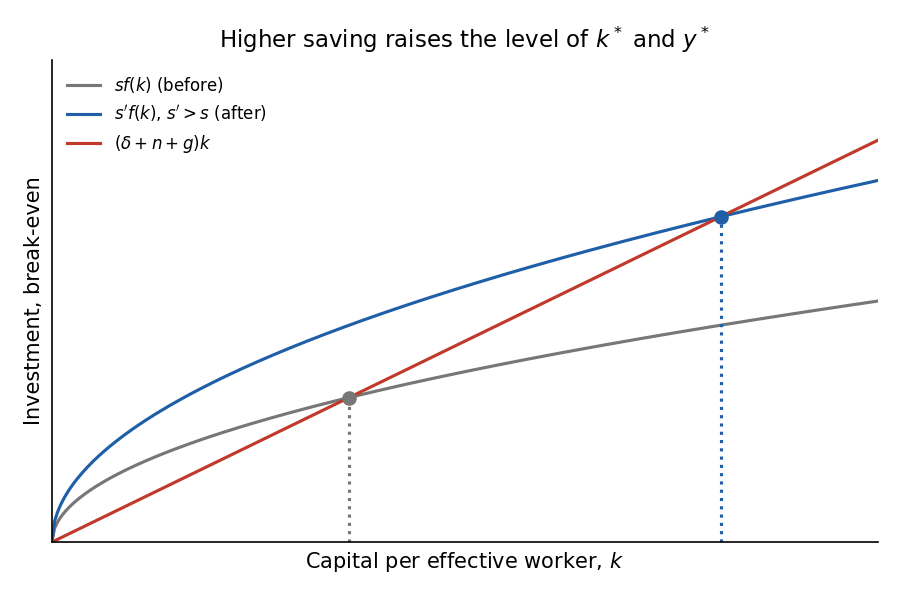 Higher saving raises the level of k* and y*
sf(k) (before)
s′f(k), s′ > s (after)
(δ + n + g)k
Investment, break-even
Capital per effective worker, k